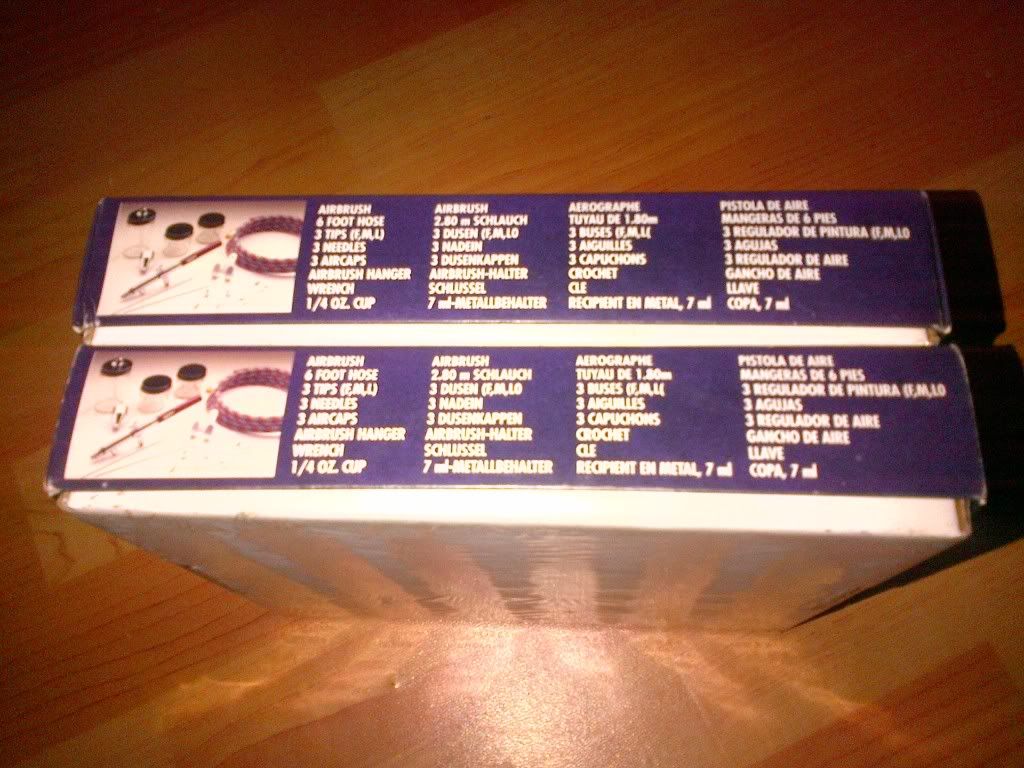 AIRBRUSH
6 FOOT HOSE
3 TIPS (F,M,L)
3 NEEDLES
3 AIRCAPS
AIRBRUSH HANGER
WRENCH
1/4 OZ. CUP
AIRBRUSH
2.80 m SCHLAUCH
3 DUSEN (F,M,LO
3 NADEIN
3 DUSENKAPPEN
AIRBRUSH-HALTER
SCHLUSSEL
7 ml-METALLBEHALTER
AEROGRAPHE
TUYAU DE 1.80m
3 BUSES (F,M,L(
3 AIGUILLES
3 CAPUCHONS
CROCHET
CLE
RECIPIENT EN METAL, 7 ml
PISTOLA DE AIRE
MANGERAS DE 6 PIES
3 REGULADOR DE PINTURA (F,M,LO
3 AGUJAS
3 REGULADOR DE AIRE
GANCHO DE AIRE
LLAVE
COPA, 7 ml
AIRBRUSH
6 FOOT HOSE
3 TIPS (F,M,L)
3 NEEDLES
3 AIRCAPS
AIRBRUSH HANGER
WRENCH
1/4 OZ. CUP
AIRBRUSH
2.80 m SCHLAUCH
3 DUSEN (F,M,LO
3 NADEIN
3 DUSENKAPPEN
AIRBRUSH-HALTER
SCHLUSSEL
7 ml-METALLBEHALTER
AEROGRAPHE
TUYAU DE 1.80m
3 BUSES (F,M,L(
3 AIGUILLES
3 CAPUCHONS
CROCHET
CLE
RECIPIENT EN METAL, 7 ml
PISTOLA DE AIRE
MANGERAS DE 6 PIES
3 REGULADOR DE PINTURA (F,M,LO
3 AGUJAS
3 REGULADOR DE AIRE
GANCHO DE AIRE
LLAVE
COPA, 7 ml